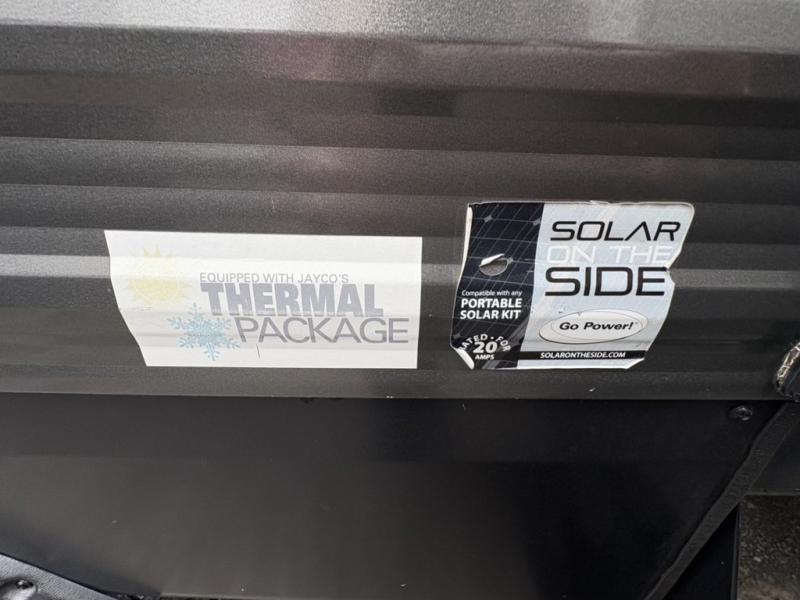 EQUIPPED WITH JAYCO'S
THERMAL
PACKAGE
SOLAR
ON THE
SIDE
Compatible with any
PORTABLE
SOLAR KIT
Go Power!
RATED • FOR
20
AMPS
SOLARONTHESIDE.COM